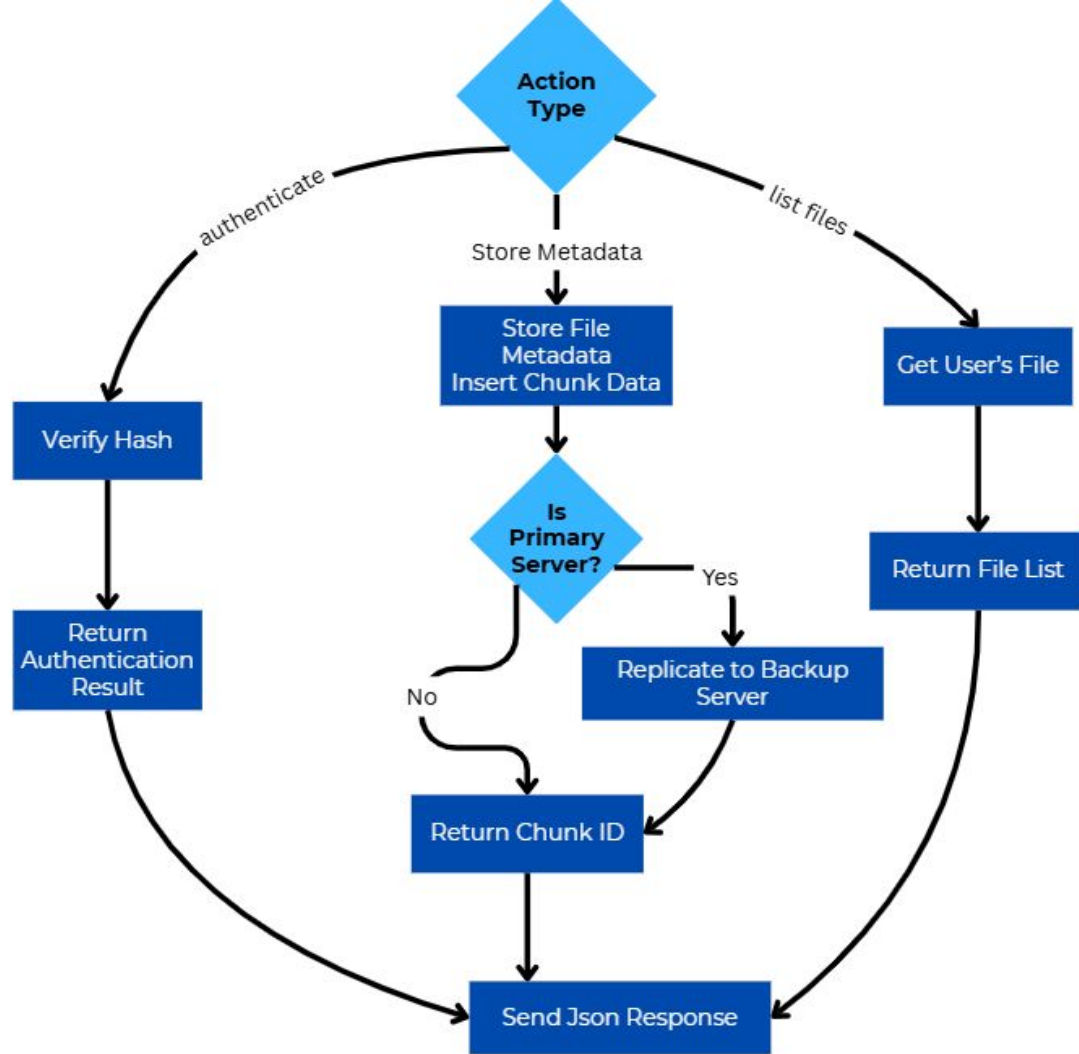 Action
Type
authenticate
list files
Store Metadata
Store File
Metadata
Insert Chunk Data
Get User's File
Verify Hash
Is
Primary
Server?
Yes
Return File List
Return
Authentication
Result
Replicate to Backup
Server
No
Return Chunk ID
Send Json Response